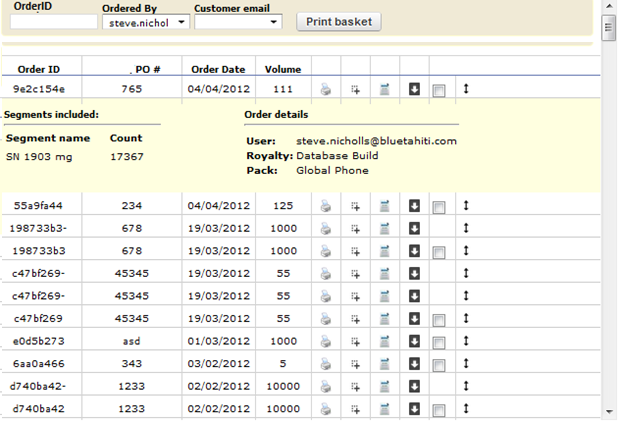 OrderID Ordered By Customer email
steve.nichol Print basket
Order ID . PO # Order Date Volume
9e2c154e 765 04/04/2012 111
Segments included: Order details
Segment name Count User: steve.nicholls@bluetahiti.com
SN 1903 mg 17367 Royalty: Database Build
Pack: Global Phone
55a9fa44 234 04/04/2012 125
198733b3- 678 19/03/2012 1000
198733b3 678 19/03/2012 1000
c47bf269- 45345 19/03/2012 55
c47bf269- 45345 19/03/2012 55
c47bf269 45345 19/03/2012 55
e0d5b273 asd 01/03/2012 1000
6aa0a466 343 03/02/2012 5
d740ba42- 1233 02/02/2012 10000
d740ba42 1233 02/02/2012 10000